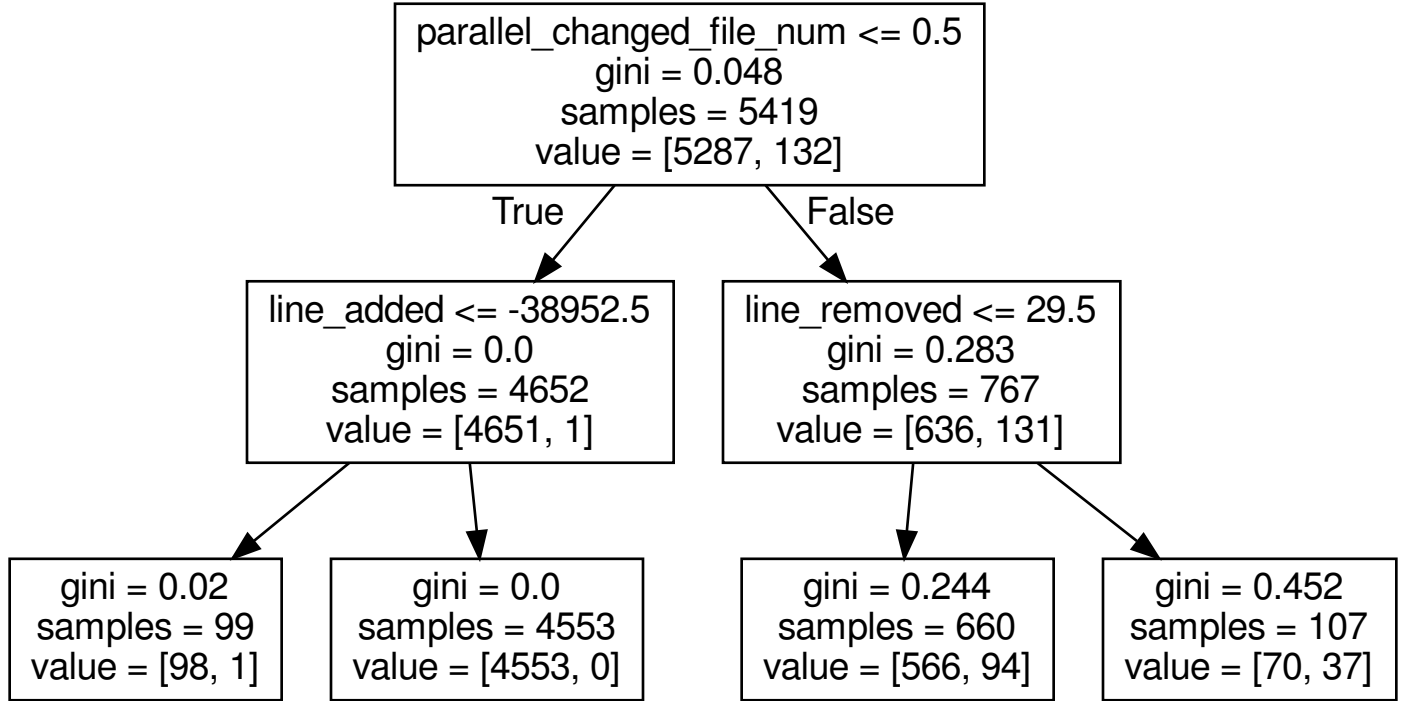 parallel_changed_file_num <= 0.5
gini = 0.048
samples = 5419
value = [5287, 132]
True
False
line_added <= -38952.5
gini = 0.0
samples = 4652
value = [4651, 1]
line_removed <= 29.5
gini = 0.283
samples = 767
value = [636, 131]
gini = 0.02
samples = 99
value = [98, 1]
gini = 0.0
samples = 4553
value = [4553, 0]
gini = 0.244
samples = 660
value = [566, 94]
gini = 0.452
samples = 107
value = [70, 37]